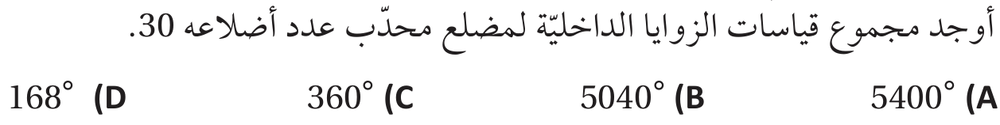 أوجد مجموع قياسات الزوايا الداخليّة لمضلع محدّب عدد أضلاعه 30.
5400° (A 5040° (B 360° (C 168° (D